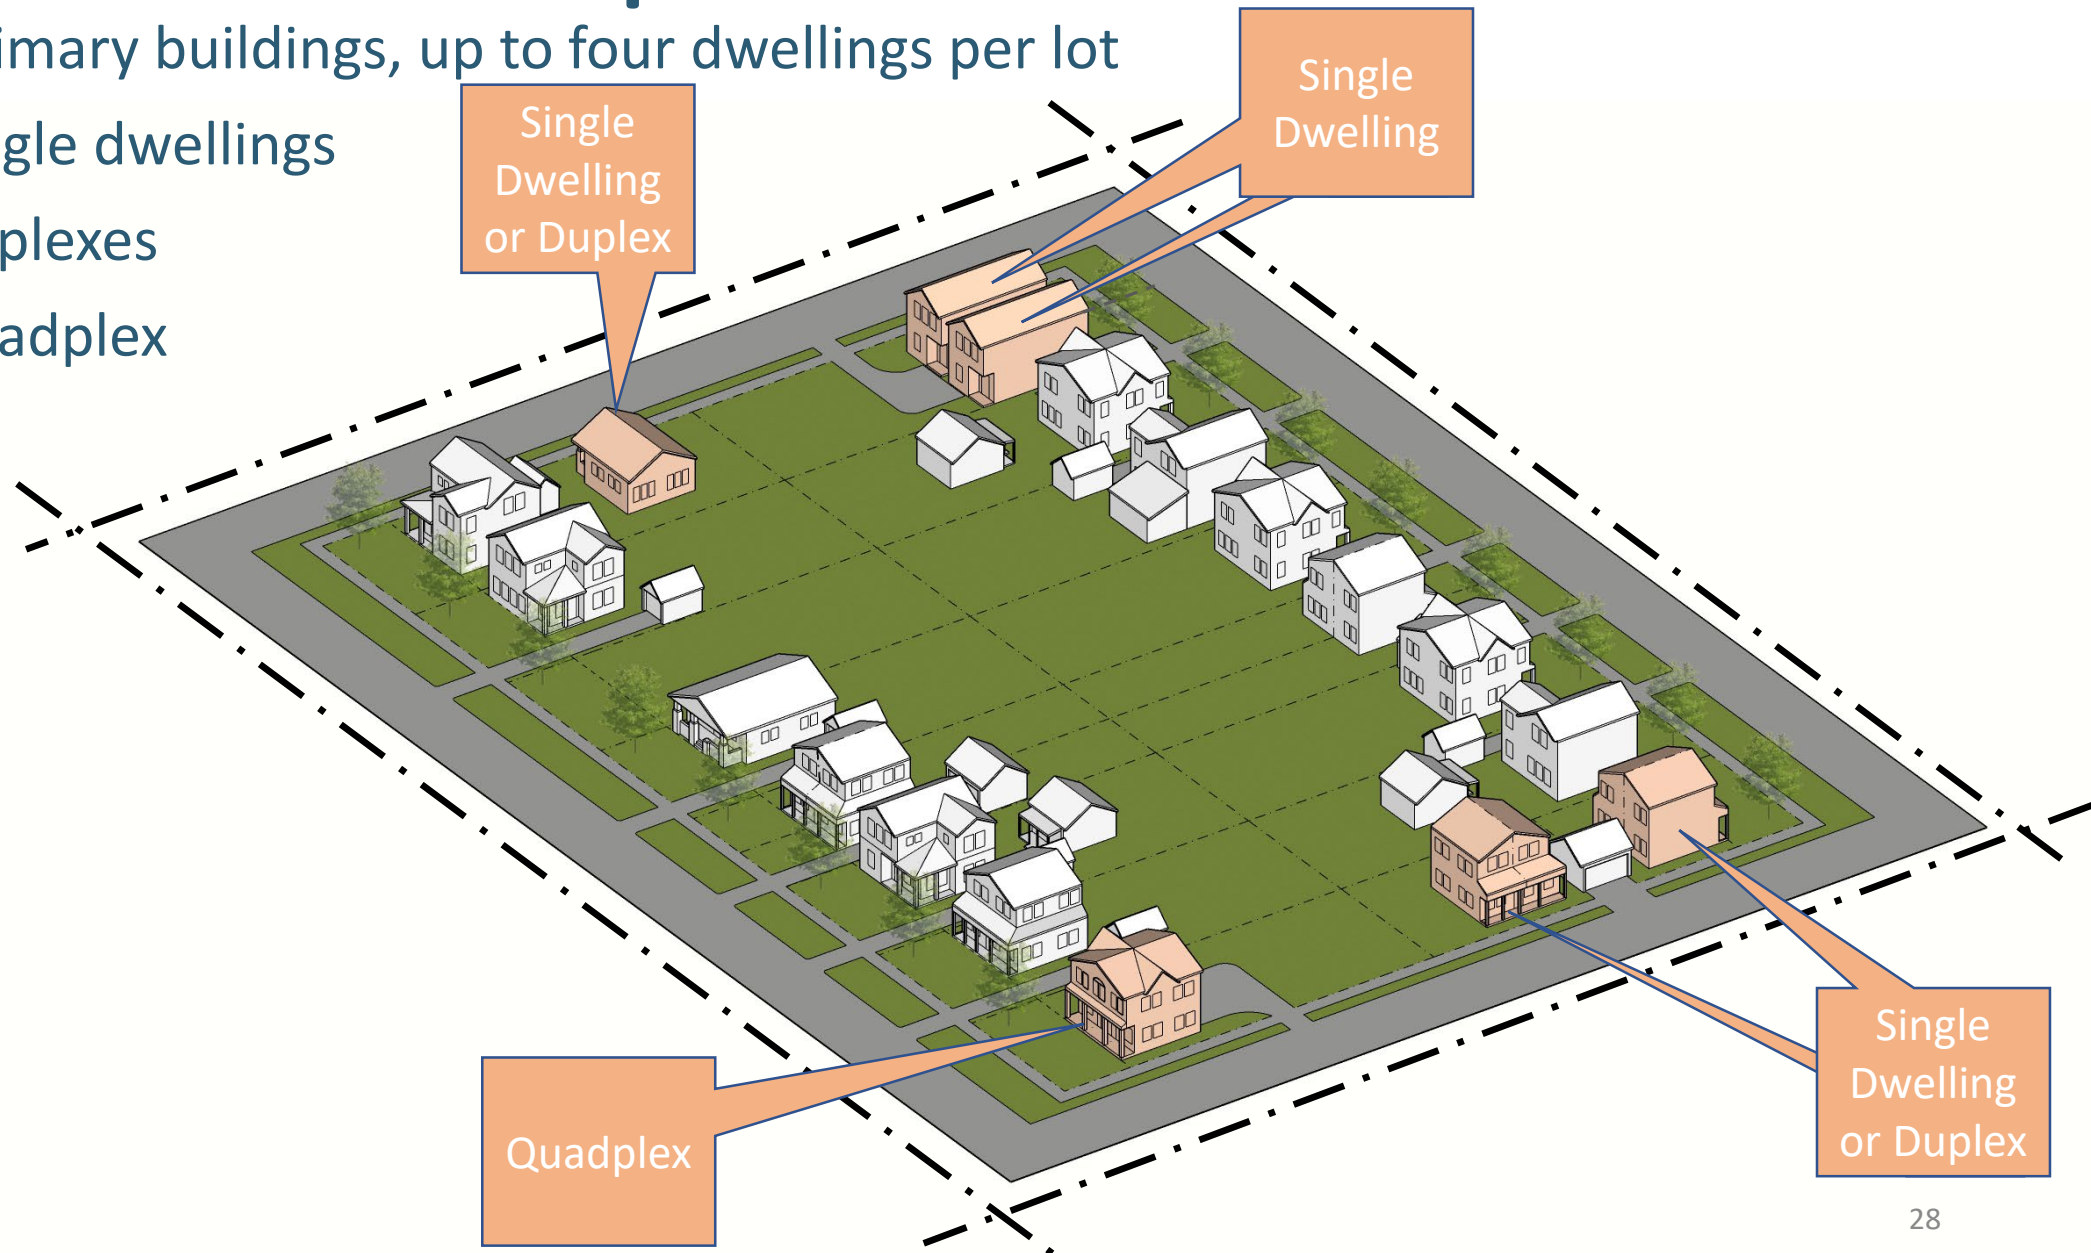 imary buildings, up to four dwellings per lot
gle dwellings
plexes
adplex
Single
Dwelling
or Duplex
Single
Dwelling
Quadplex
Single
Dwelling
or Duplex
28